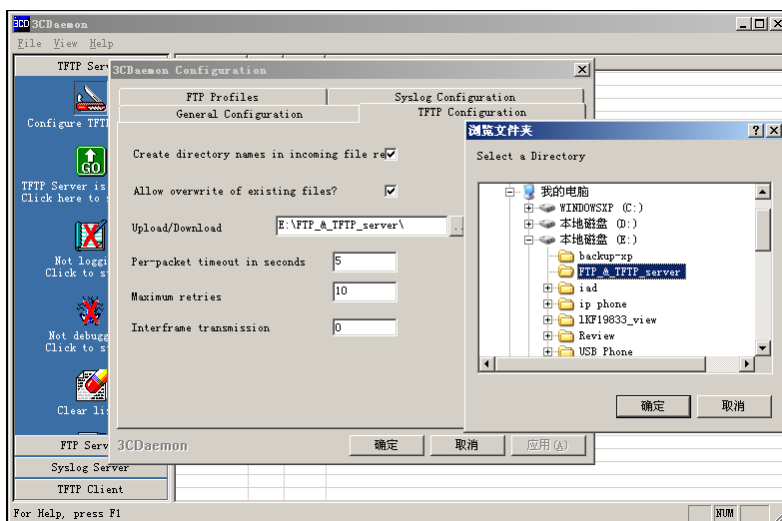 3CD 3CDaemon
File View Help
TFTP Ser
Configure TFT
GO
TFTP Server is
Click here to s
Not loggi
Click to s
Not debugg
Click to s
Clear li
FTP Serv
Syslog Server
TFTP Client
For Help, press F1
NUM
3CDaemon Configuration
FTP Profiles
Syslog Configuration
General Configuration
TFTP Configuration
Create directory names in incoming file re
Allow overwrite of existing files?
Upload/Download
E:\FTP_&_TFTP_server\
..
Per-packet timeout in seconds
5
Maximum retries
10
Interframe transmission
0
3CDaemon
确定
取消
应用(A)
浏览文件夹
Select a Directory
我的电脑
WINDOWSXP (C:)
本地磁盘 (D:)
本地磁盘 (E:)
backup-xp
FTP_&_TFTP_server
iad
ip phone
lKF19833_view
Review
USB Phone
确定
取消